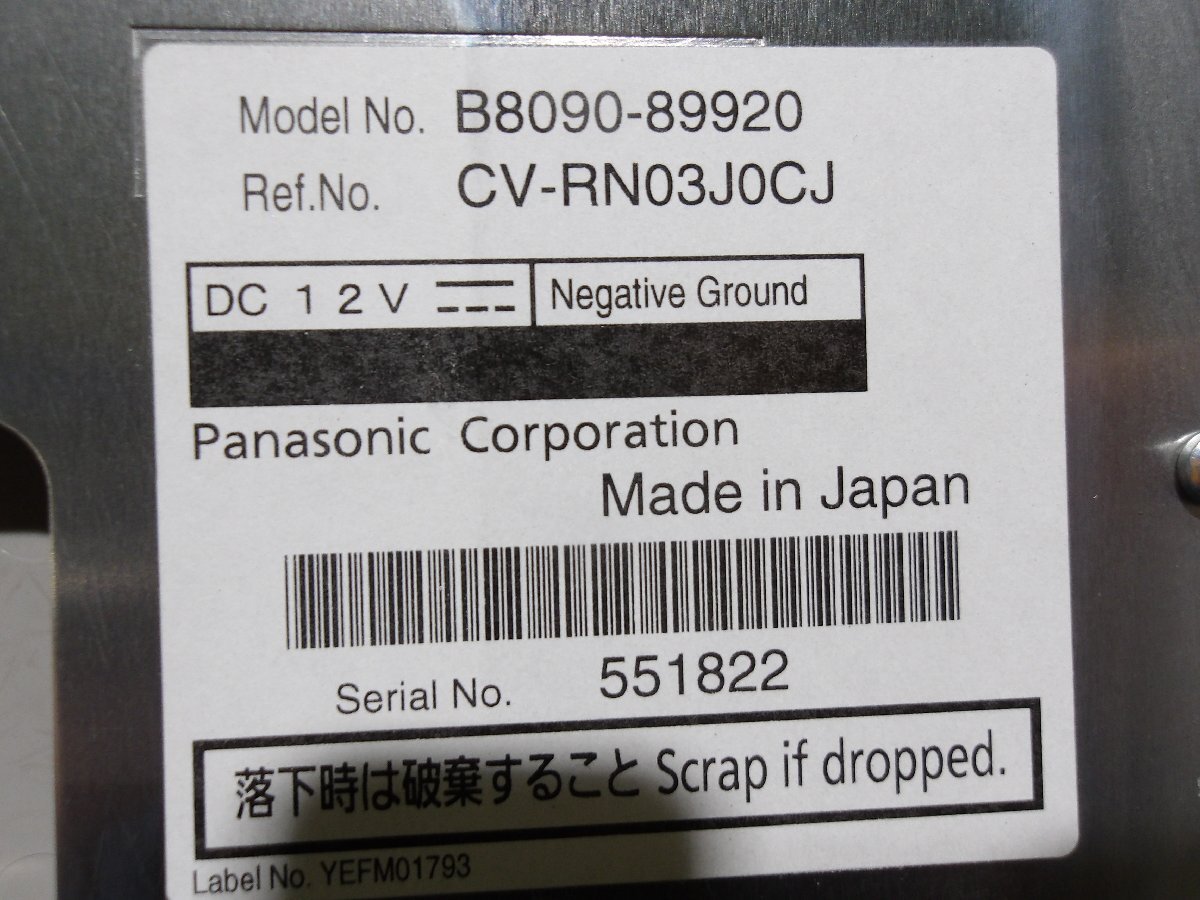 Model No. B8090-89920
Ref.No. CV-RN03J0CJ
DC 12V Negative Ground
Panasonic Corporation
Made in Japan
Serial No. 551822
落下時は破棄すること Scrap if dropped.
Label No. YEFM01793